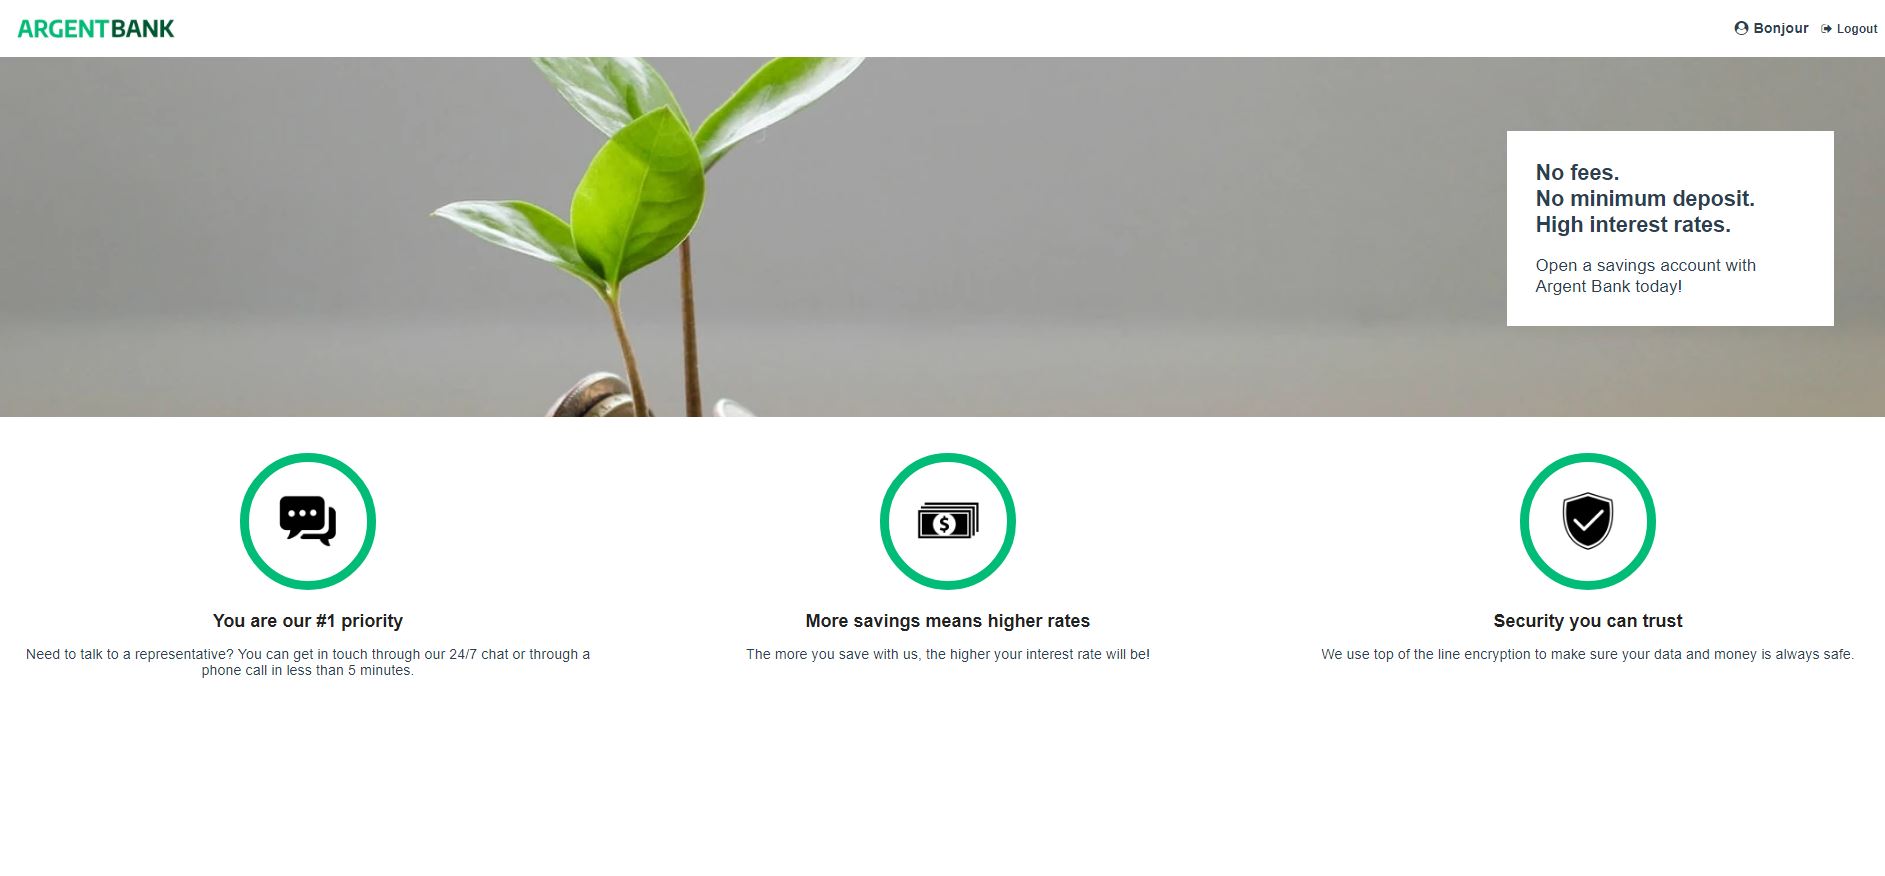 ARGENTBANK
Bonjour Logout
No fees.
No minimum deposit.
High interest rates.
Open a savings account with
Argent Bank today!
You are our #1 priority
Need to talk to a representative? You can get in touch through our 24/7 chat or through a
phone call in less than 5 minutes.
More savings means higher rates
The more you save with us, the higher your interest rate will be!
Security you can trust
We use top of the line encryption to make sure your data and money is always safe.